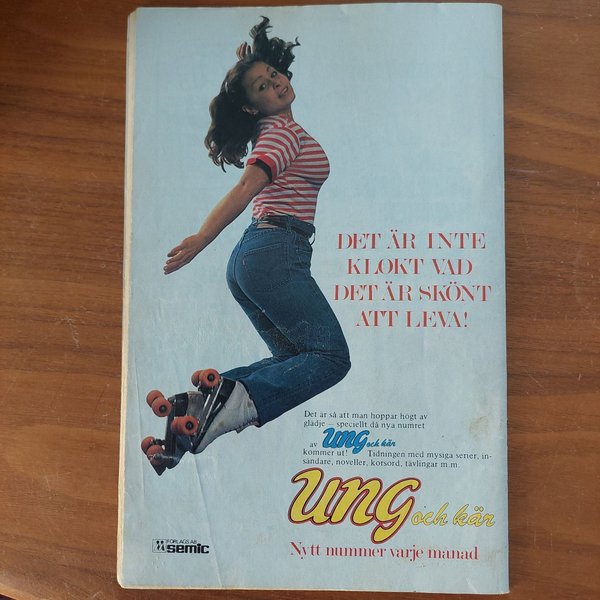 DET ÄR INTE
KLOKT VAD
DET ÄR SKÖNT
ATT LEVA!
Det är så att man hoppar högt av
glädje – speciellt då nya numret
av Ung och kär
kommer ut! Tidningen med mysiga serier, in-
sändare, noveller, korsord, tävlingar m.m.
Ung och kär
Nytt nummer varje månad
FÖRLAGS AB
semic